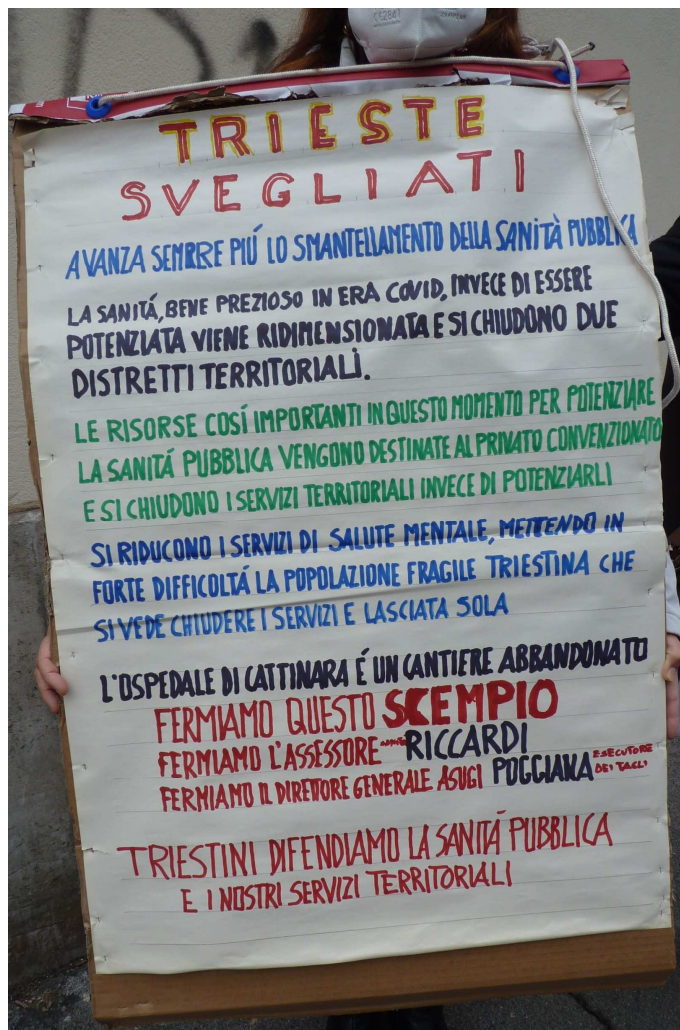 TRIESTE
SVEGLIATI
AVANZA SEMPRE PIÚ LO SMANTELLAMENTO DELLA SANITÀ PUBBLICA
LA SANITÁ, BENE PREZIOSO IN ERA COVID, INVECE DI ESSERE
POTENZIATA VIENE RIDIMENSIONATA E SI CHIUDONO DUE
DISTRETTI TERRITORIALI.
LE RISORSE COSÍ IMPORTANTI IN QUESTO MOMENTO PER POTENZIARE
LA SANITÁ PUBBLICA VENGONO DESTINATE AL PRIVATO CONVENZIONATO
E SI CHIUDONO I SERVIZI TERRITORIALI INVECE DI POTENZIARLI
SI RIDUCONO I SERVIZI DI SALUTE MENTALE, METTENDO IN
FORTE DIFFICOLTÁ LA POPOLAZIONE FRAGILE TRIESTINA CHE
SI VEDE CHIUDERE I SERVIZI E LASCIATA SOLA
L'OSPEDALE DI CATTINARA É UN CANTIERE ABBANDONATO
FERMIAMO QUESTO SCEMPIO
FERMIAMO L'ASSESSORE RICCARDI
FERMIAMO IL DIRETTORE GENERALE ASUGI POGGIANA ESECUTORE DEI TAGLI
TRIESTINI DIFENDIAMO LA SANITÁ PUBBLICA
E I NOSTRI SERVIZI TERRITORIALI